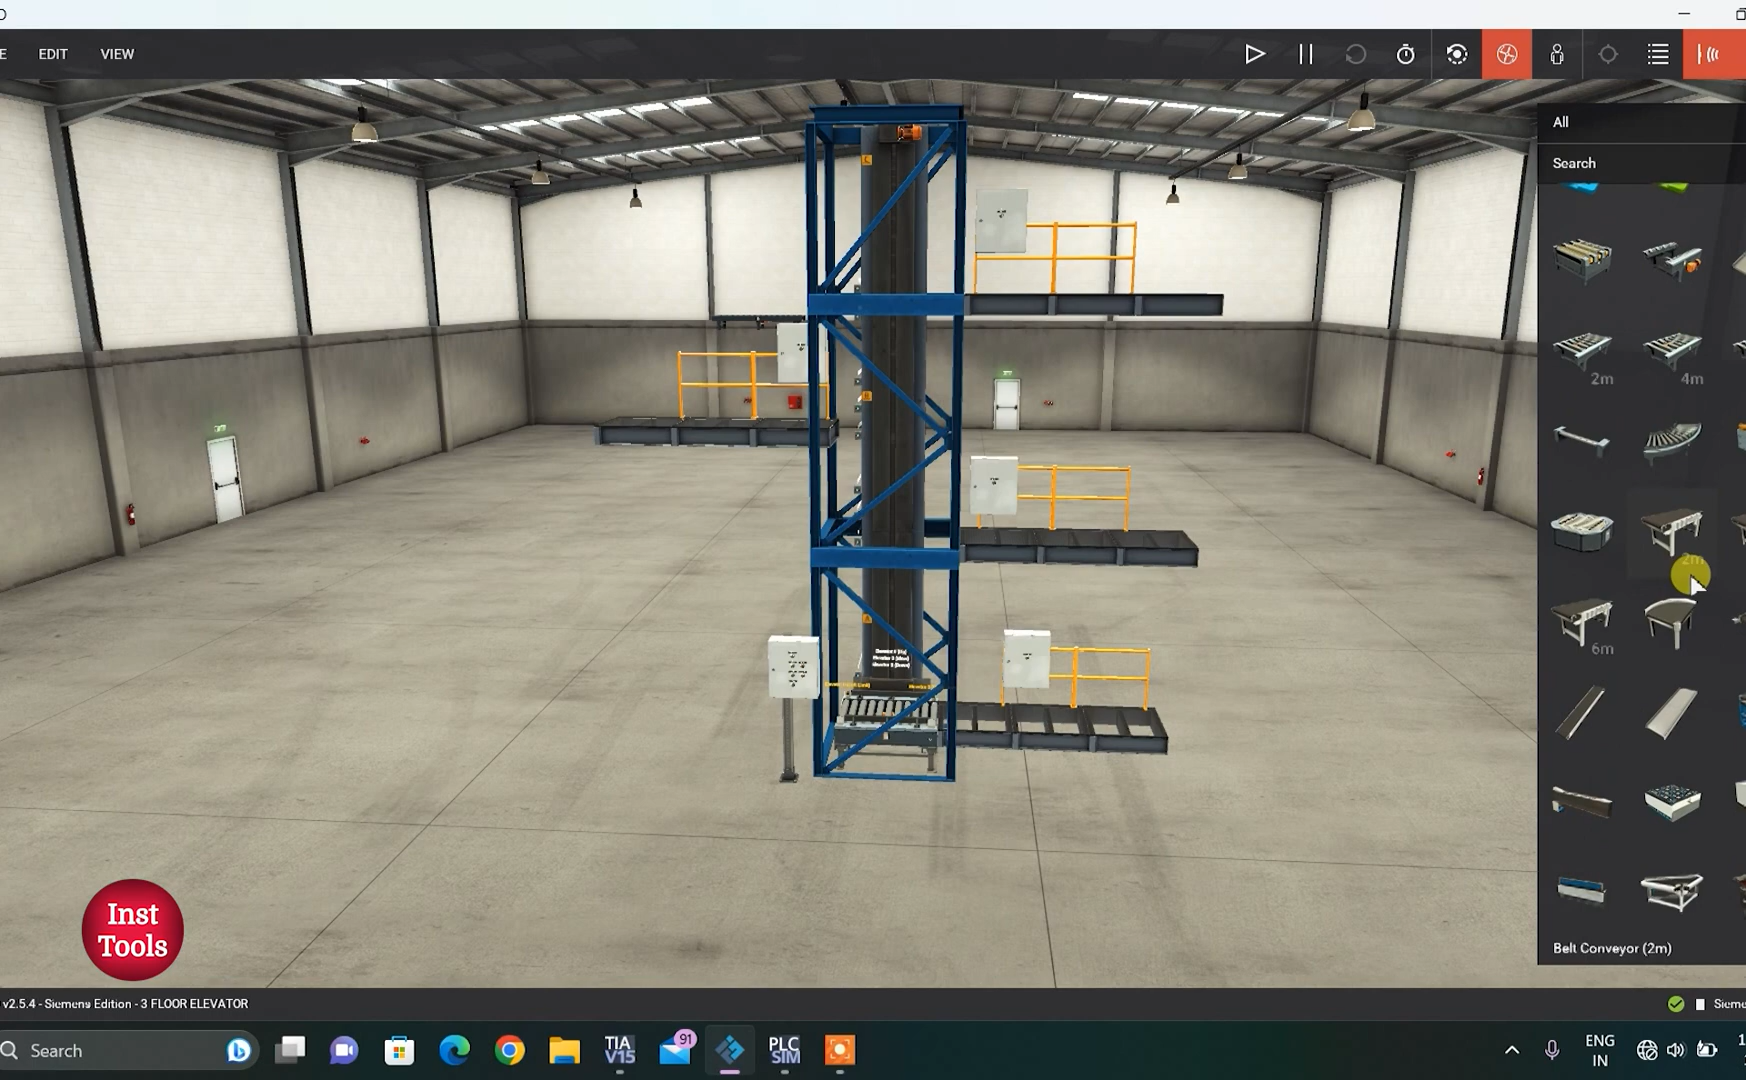 E EDIT VIEW
All
Search
2m 4m
2m
6m
Belt Conveyor (2m)
Inst
Tools
v2.5.4 - Siemens Edition - 3 FLOOR ELEVATOR
Search
TIA
V15
91
PLC
SIM
ENG
IN